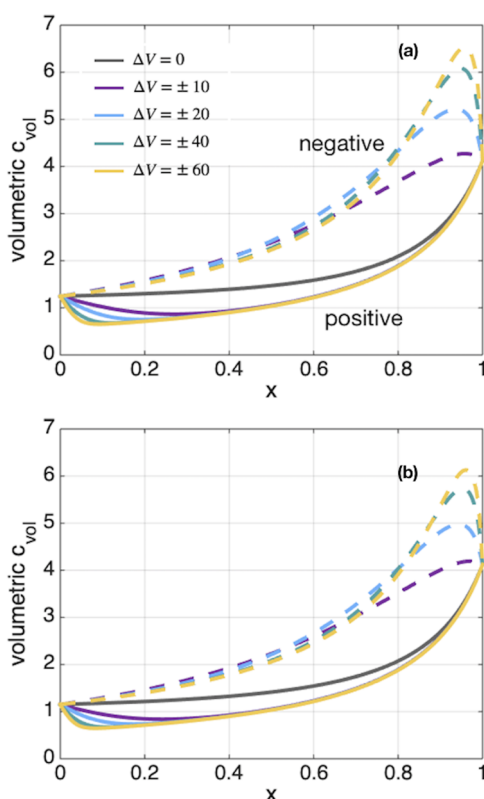 7
6
5
4
3
2
1
0
volumetric c_vol
(a)
ΔV = 0
ΔV = ± 10
ΔV = ± 20
ΔV = ± 40
ΔV = ± 60
negative
positive
0 0.2 0.4 0.6 0.8 1
x
7
6
5
4
3
2
1
0
volumetric c_vol
(b)
0 0.2 0.4 0.6 0.8 1
x